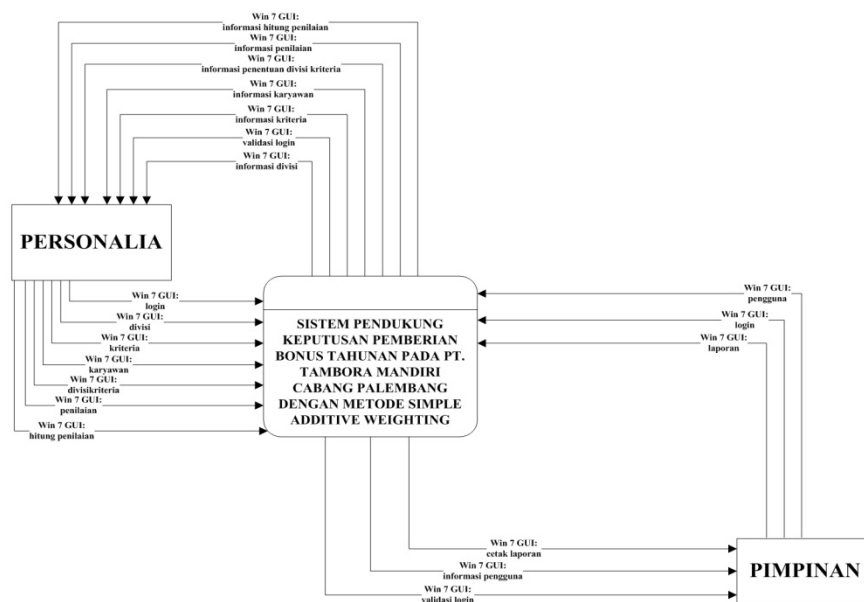 Win 7 GUI:
informasi hitung penilaian
Win 7 GUI:
informasi penilaian
Win 7 GUI:
informasi penentuan divisi kriteria
Win 7 GUI:
informasi karyawan
Win 7 GUI:
informasi kriteria
Win 7 GUI:
validasi login
Win 7 GUI:
informasi divisi
PERSONALIA
Win 7 GUI:
login
Win 7 GUI:
divisi
Win 7 GUI:
kriteria
Win 7 GUI:
karyawan
Win 7 GUI:
divisikriteria
Win 7 GUI:
penilaian
Win 7 GUI:
hitung penilaian
SISTEM PENDUKUNG
KEPUTUSAN PEMBERIAN
BONUS TAHUNAN PADA PT.
TAMBORA MANDIRI
CABANG PALEMBANG
DENGAN METODE SIMPLE
ADDITIVE WEIGHTING
Win 7 GUI:
pengguna
Win 7 GUI:
login
Win 7 GUI:
laporan
Win 7 GUI:
cetak laporan
Win 7 GUI:
informasi pengguna
Win 7 GUI:
validasi login
PIMPINAN